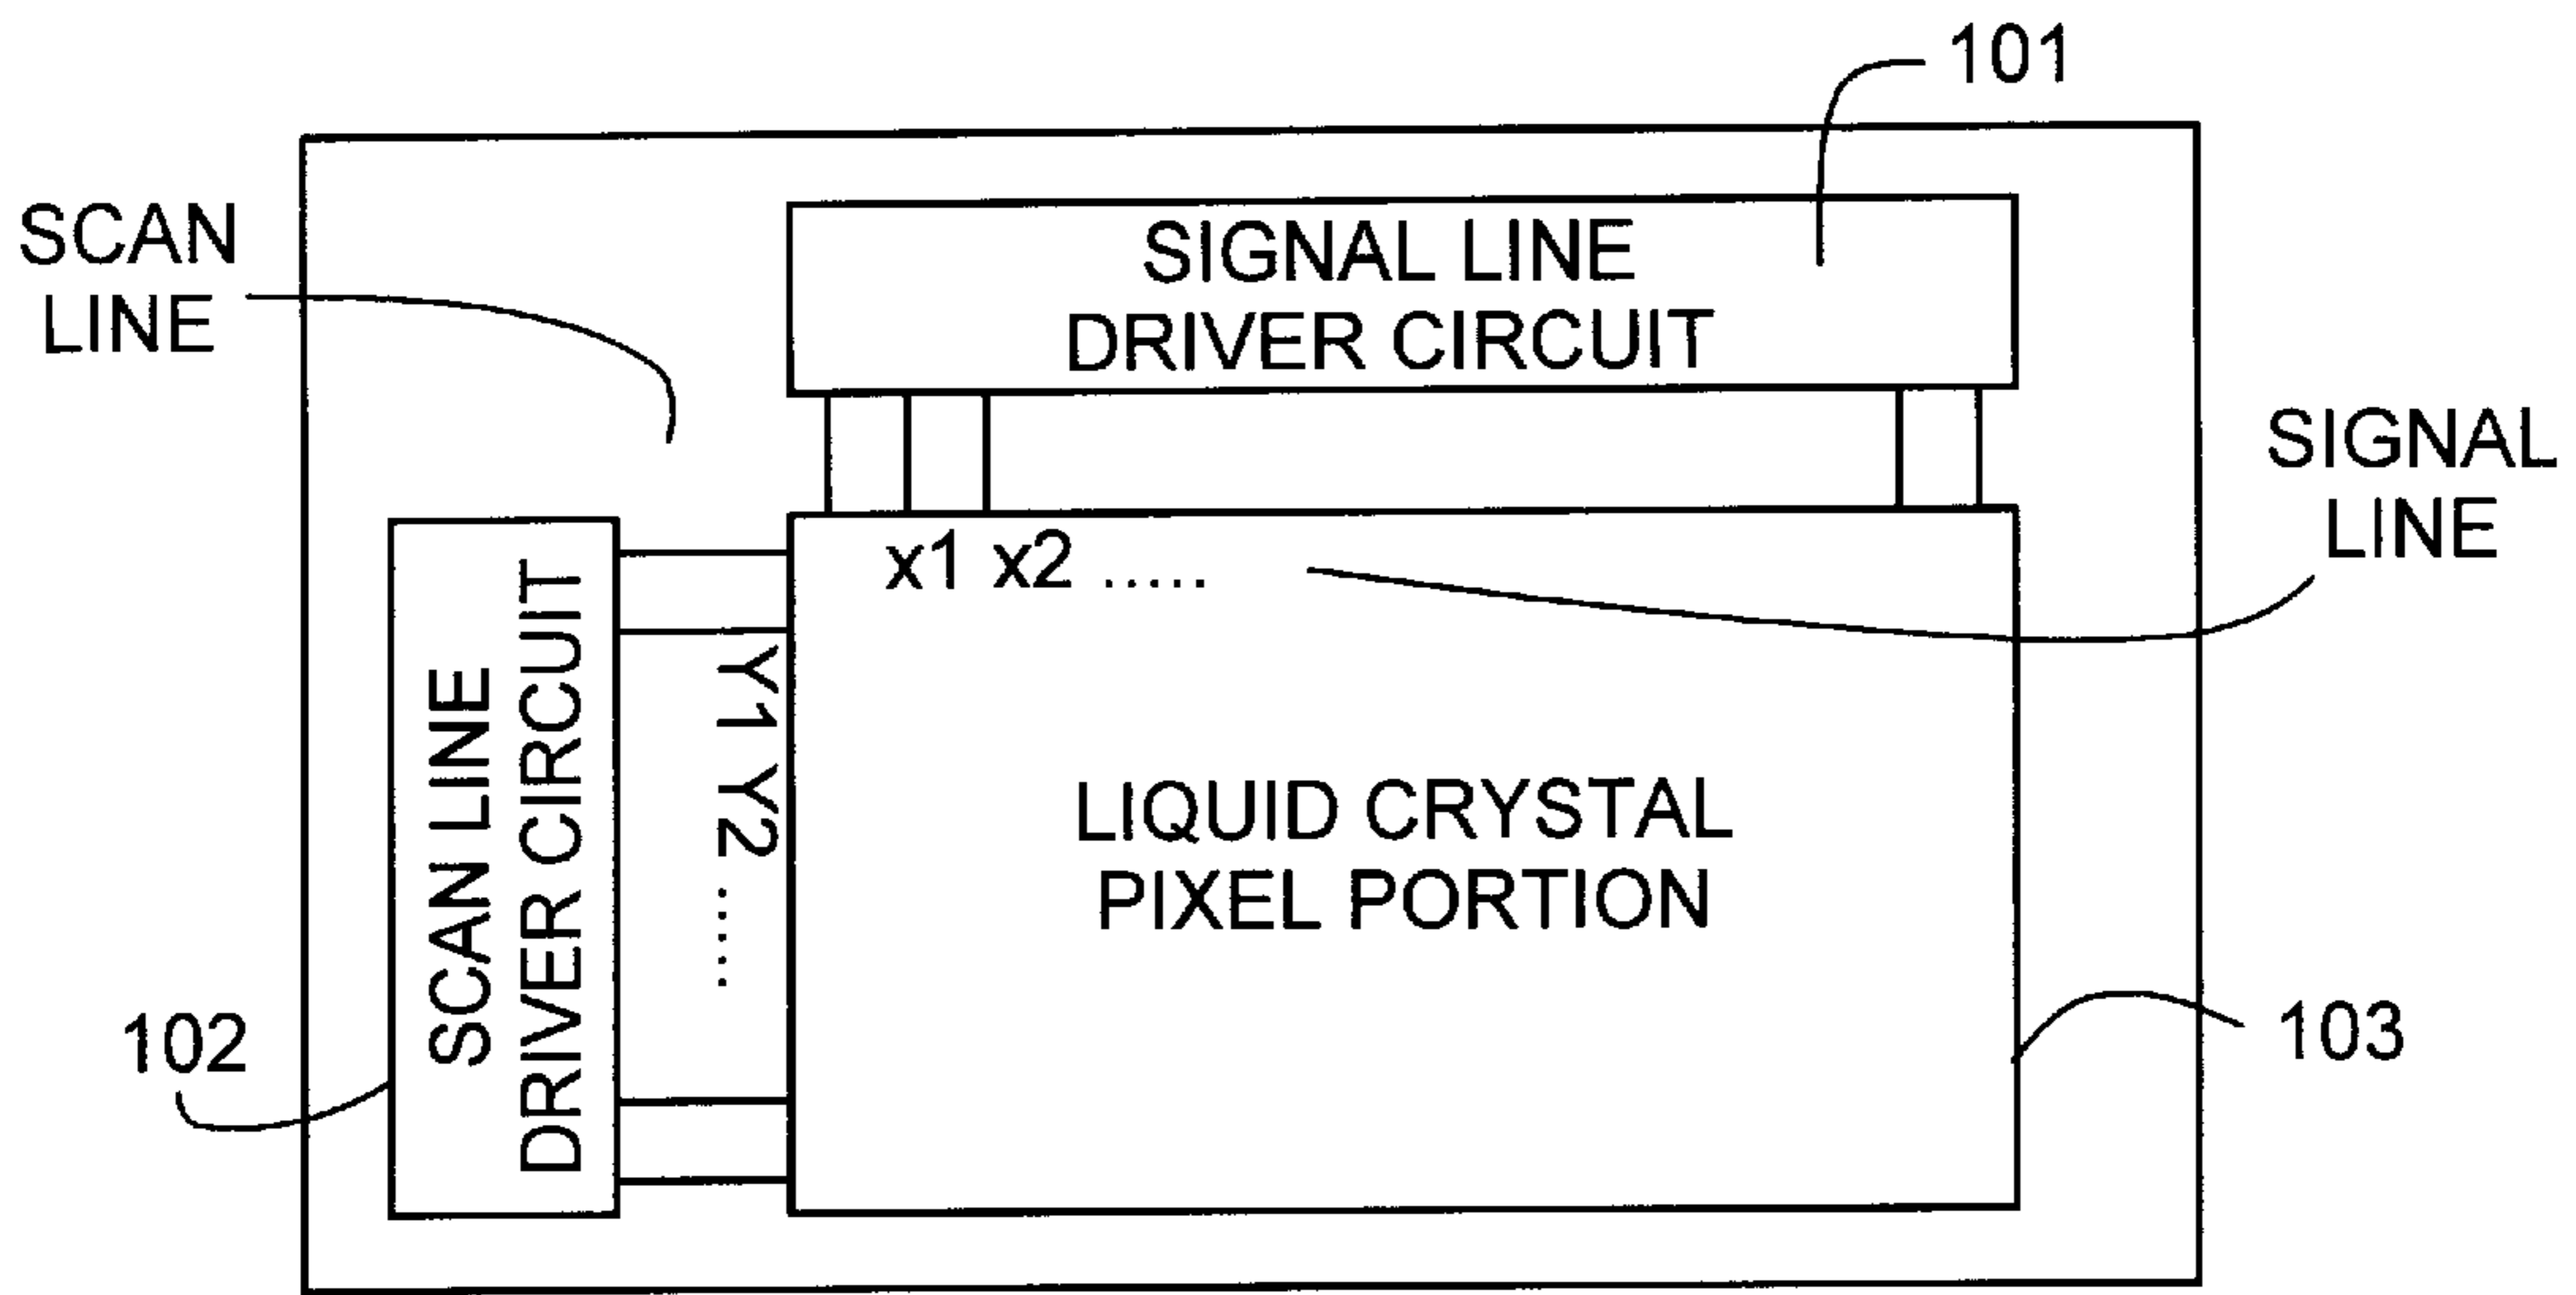 101
SCAN
LINE
SIGNAL LINE
DRIVER CIRCUIT
SIGNAL
LINE
x1 x2 .....
SCAN LINE
DRIVER CIRCUIT
Y1 Y2 .....
LIQUID CRYSTAL
PIXEL PORTION
102
103